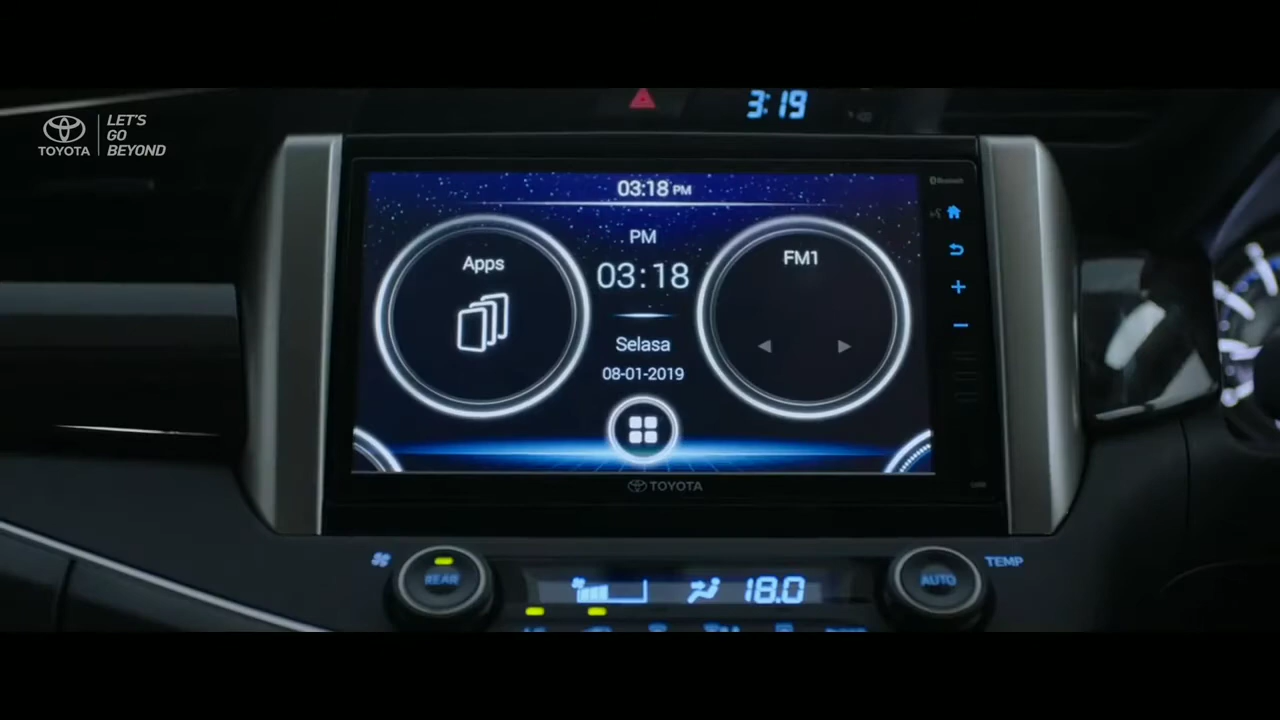 TOYOTA
LET'S
GO
BEYOND
3:19
03:18 PM
Bluetooth
PM
Apps
03:18
FM1
Selasa
08-01-2019
TOYOTA
REAR
18.0
AUTO
TEMP